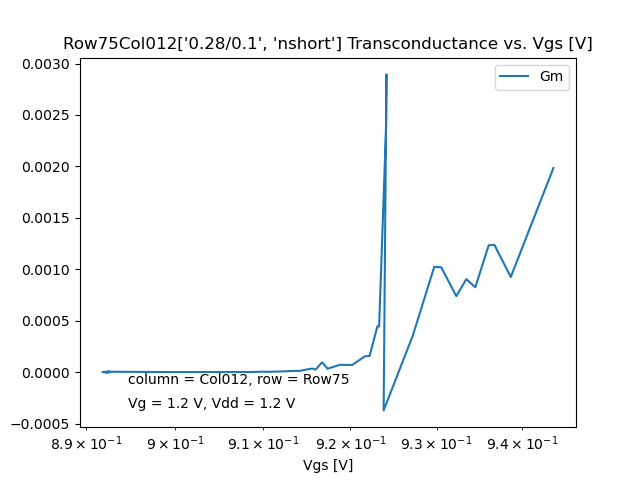 Row75Col012['0.28/0.1', 'nshort'] Transconductance vs. Vgs [V]
0.0030
Gm
0.0025
0.0020
0.0015
0.0010
0.0005
0.0000
column = Col012, row = Row75
Vg = 1.2 V, Vdd = 1.2 V
−0.0005
8.9 × 10⁻¹ 9 × 10⁻¹ 9.1 × 10⁻¹ 9.2 × 10⁻¹ 9.3 × 10⁻¹ 9.4 × 10⁻¹
Vgs [V]